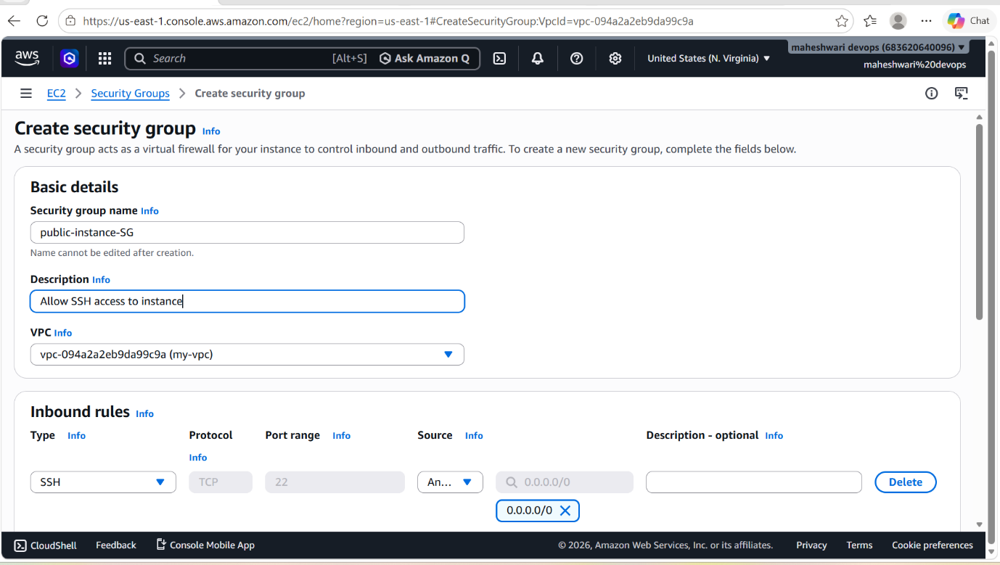 https://us-east-1.console.aws.amazon.com/ec2/home?region=us-east-1#CreateSecurityGroup:VpcId=vpc-094a2a2eb9da99c9a
Chat
aws
Search [Alt+S] Ask Amazon Q
United States (N. Virginia)
maheshwari devops (683620640096)
maheshwari%20devops
EC2 > Security Groups > Create security group
Create security group Info
A security group acts as a virtual firewall for your instance to control inbound and outbound traffic. To create a new security group, complete the fields below.
Basic details
Security group name Info
public-instance-SG
Name cannot be edited after creation.
Description Info
Allow SSH access to instance
VPC Info
vpc-094a2a2eb9da99c9a (my-vpc)
Inbound rules Info
Type Info Protocol Port range Info Source Info Description - optional Info
Info
SSH TCP 22 An... 0.0.0.0/0 Delete
0.0.0.0/0
CloudShell Feedback Console Mobile App © 2026, Amazon Web Services, Inc. or its affiliates. Privacy Terms Cookie preferences